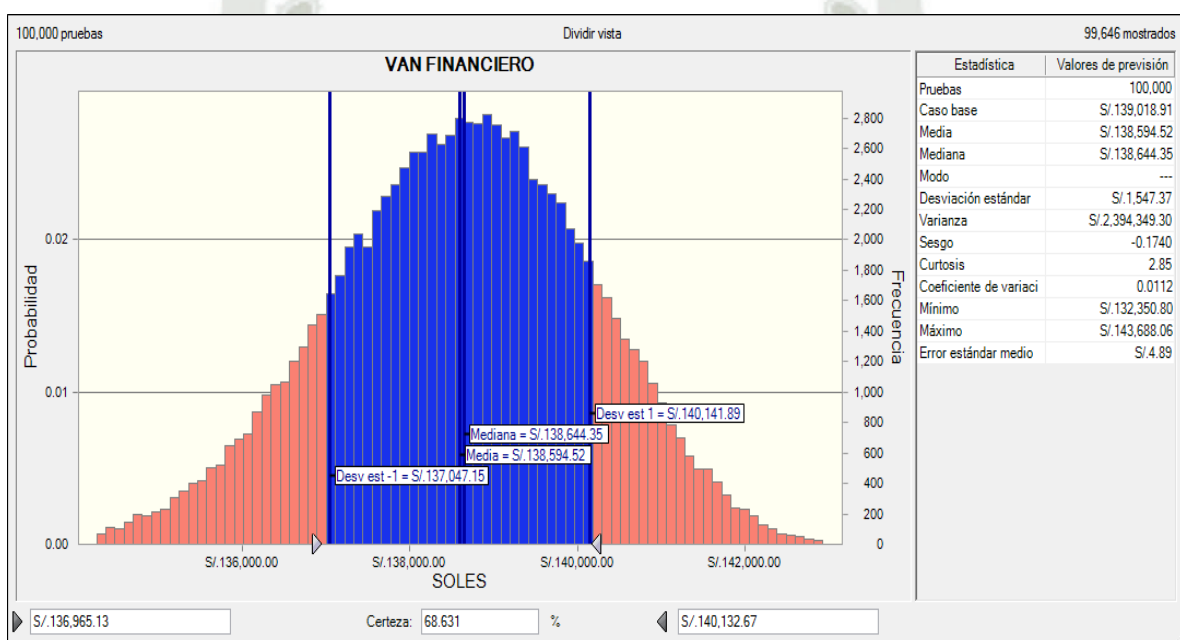 100,000 pruebas Dividir vista 99,646 mostrados
VAN FINANCIERO
Probabilidad
0.02
0.01
0.00
2,800
2,600
2,400
2,200
2,000
1,800
1,600
1,400
1,200
1,000
800
600
400
200
0
Frecuencia
Desv est 1 = S/.140,141.89
Mediana = S/.138,644.35
Media = S/.138,594.52
Desv est -1 = S/.137,047.15
S/.136,000.00 S/.138,000.00 S/.140,000.00 S/.142,000.00
SOLES
Estadística Valores de previsión
Pruebas 100,000
Caso base S/.139,018.91
Media S/.138,594.52
Mediana S/.138,644.35
Modo ---
Desviación estándar S/.1,547.37
Varianza S/.2,394,349.30
Sesgo -0.1740
Curtosis 2.85
Coeficiente de variaci 0.0112
Mínimo S/.132,350.80
Máximo S/.143,688.06
Error estándar medio S/.4.89
S/.136,965.13 Certeza: 68.631 % S/.140,132.67